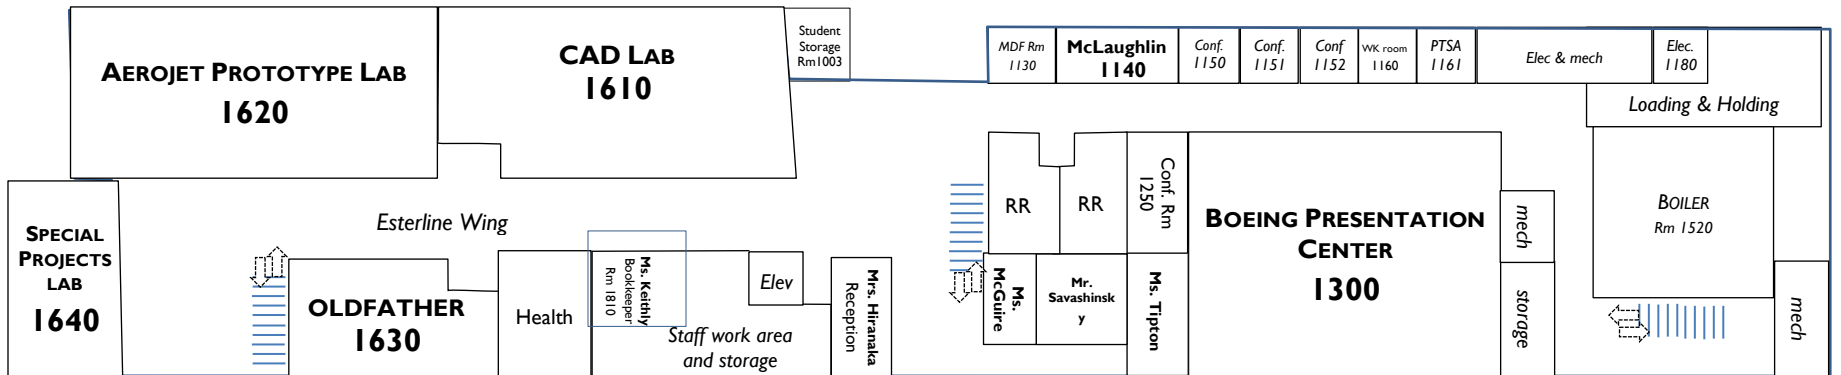 AEROJET PROTOTYPE LAB
1620
CAD LAB
1610
Student
Storage
Rm1003
MDF Rm
1130
McLaughlin
1140
Conf.
1150
Conf.
1151
Conf
1152
WK room
1160
PTSA
1161
Elec & mech
Elec.
1180
Loading & Holding
SPECIAL
PROJECTS
LAB
1640
Esterline Wing
OLDFATHER
1630
Health
Ms. Keithly
Bookkeeper
Rm 1810
Staff work area
and storage
Elev
Mrs. Hiranaka
Reception
RR
RR
Conf. Rm
1250
Ms.
McGuire
Mr.
Savashinsk
y
Ms. Tipton
BOEING PRESENTATION
CENTER
1300
mech
storage
BOILER
Rm 1520
mech